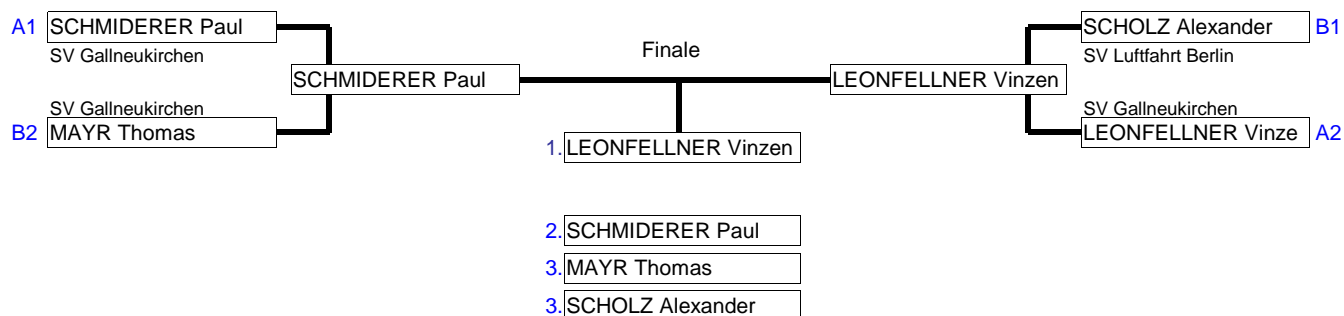 A1 SCHMIDERER Paul
SV Gallneukirchen
SCHOLZ Alexander B1
SV Luftfahrt Berlin
Finale
SCHMIDERER Paul
LEONFELLNER Vinzen
SV Gallneukirchen
B2 MAYR Thomas
SV Gallneukirchen
LEONFELLNER Vinze A2
1. LEONFELLNER Vinzen
2. SCHMIDERER Paul
3. MAYR Thomas
3. SCHOLZ Alexander